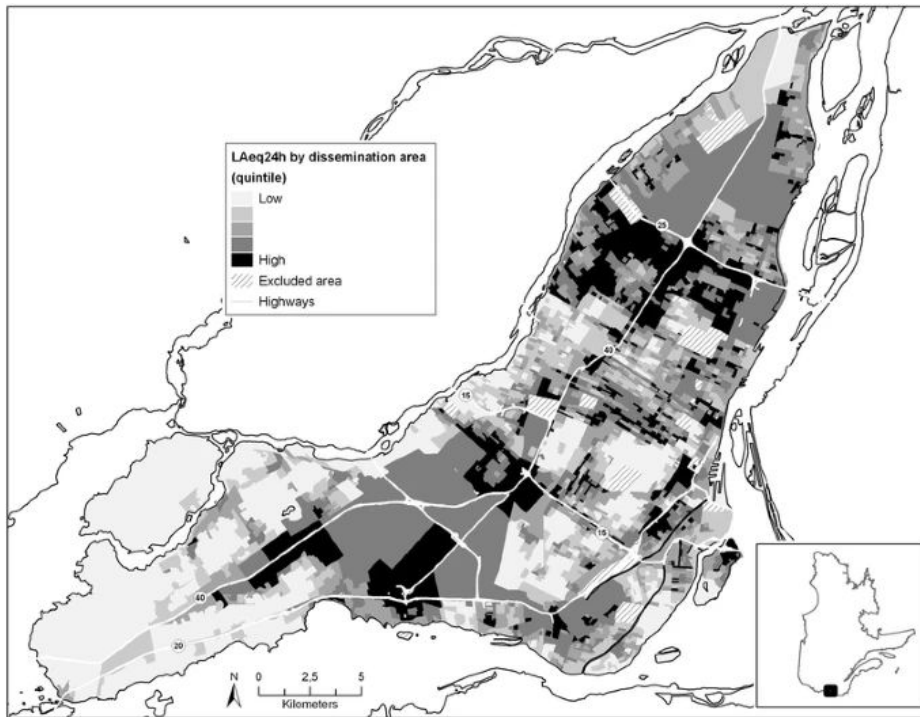 LAeq24h by dissemination area
(quintile)
Low
High
Excluded area
Highways
25
40
15
15
40
20
N
0 2,5 5
Kilometers